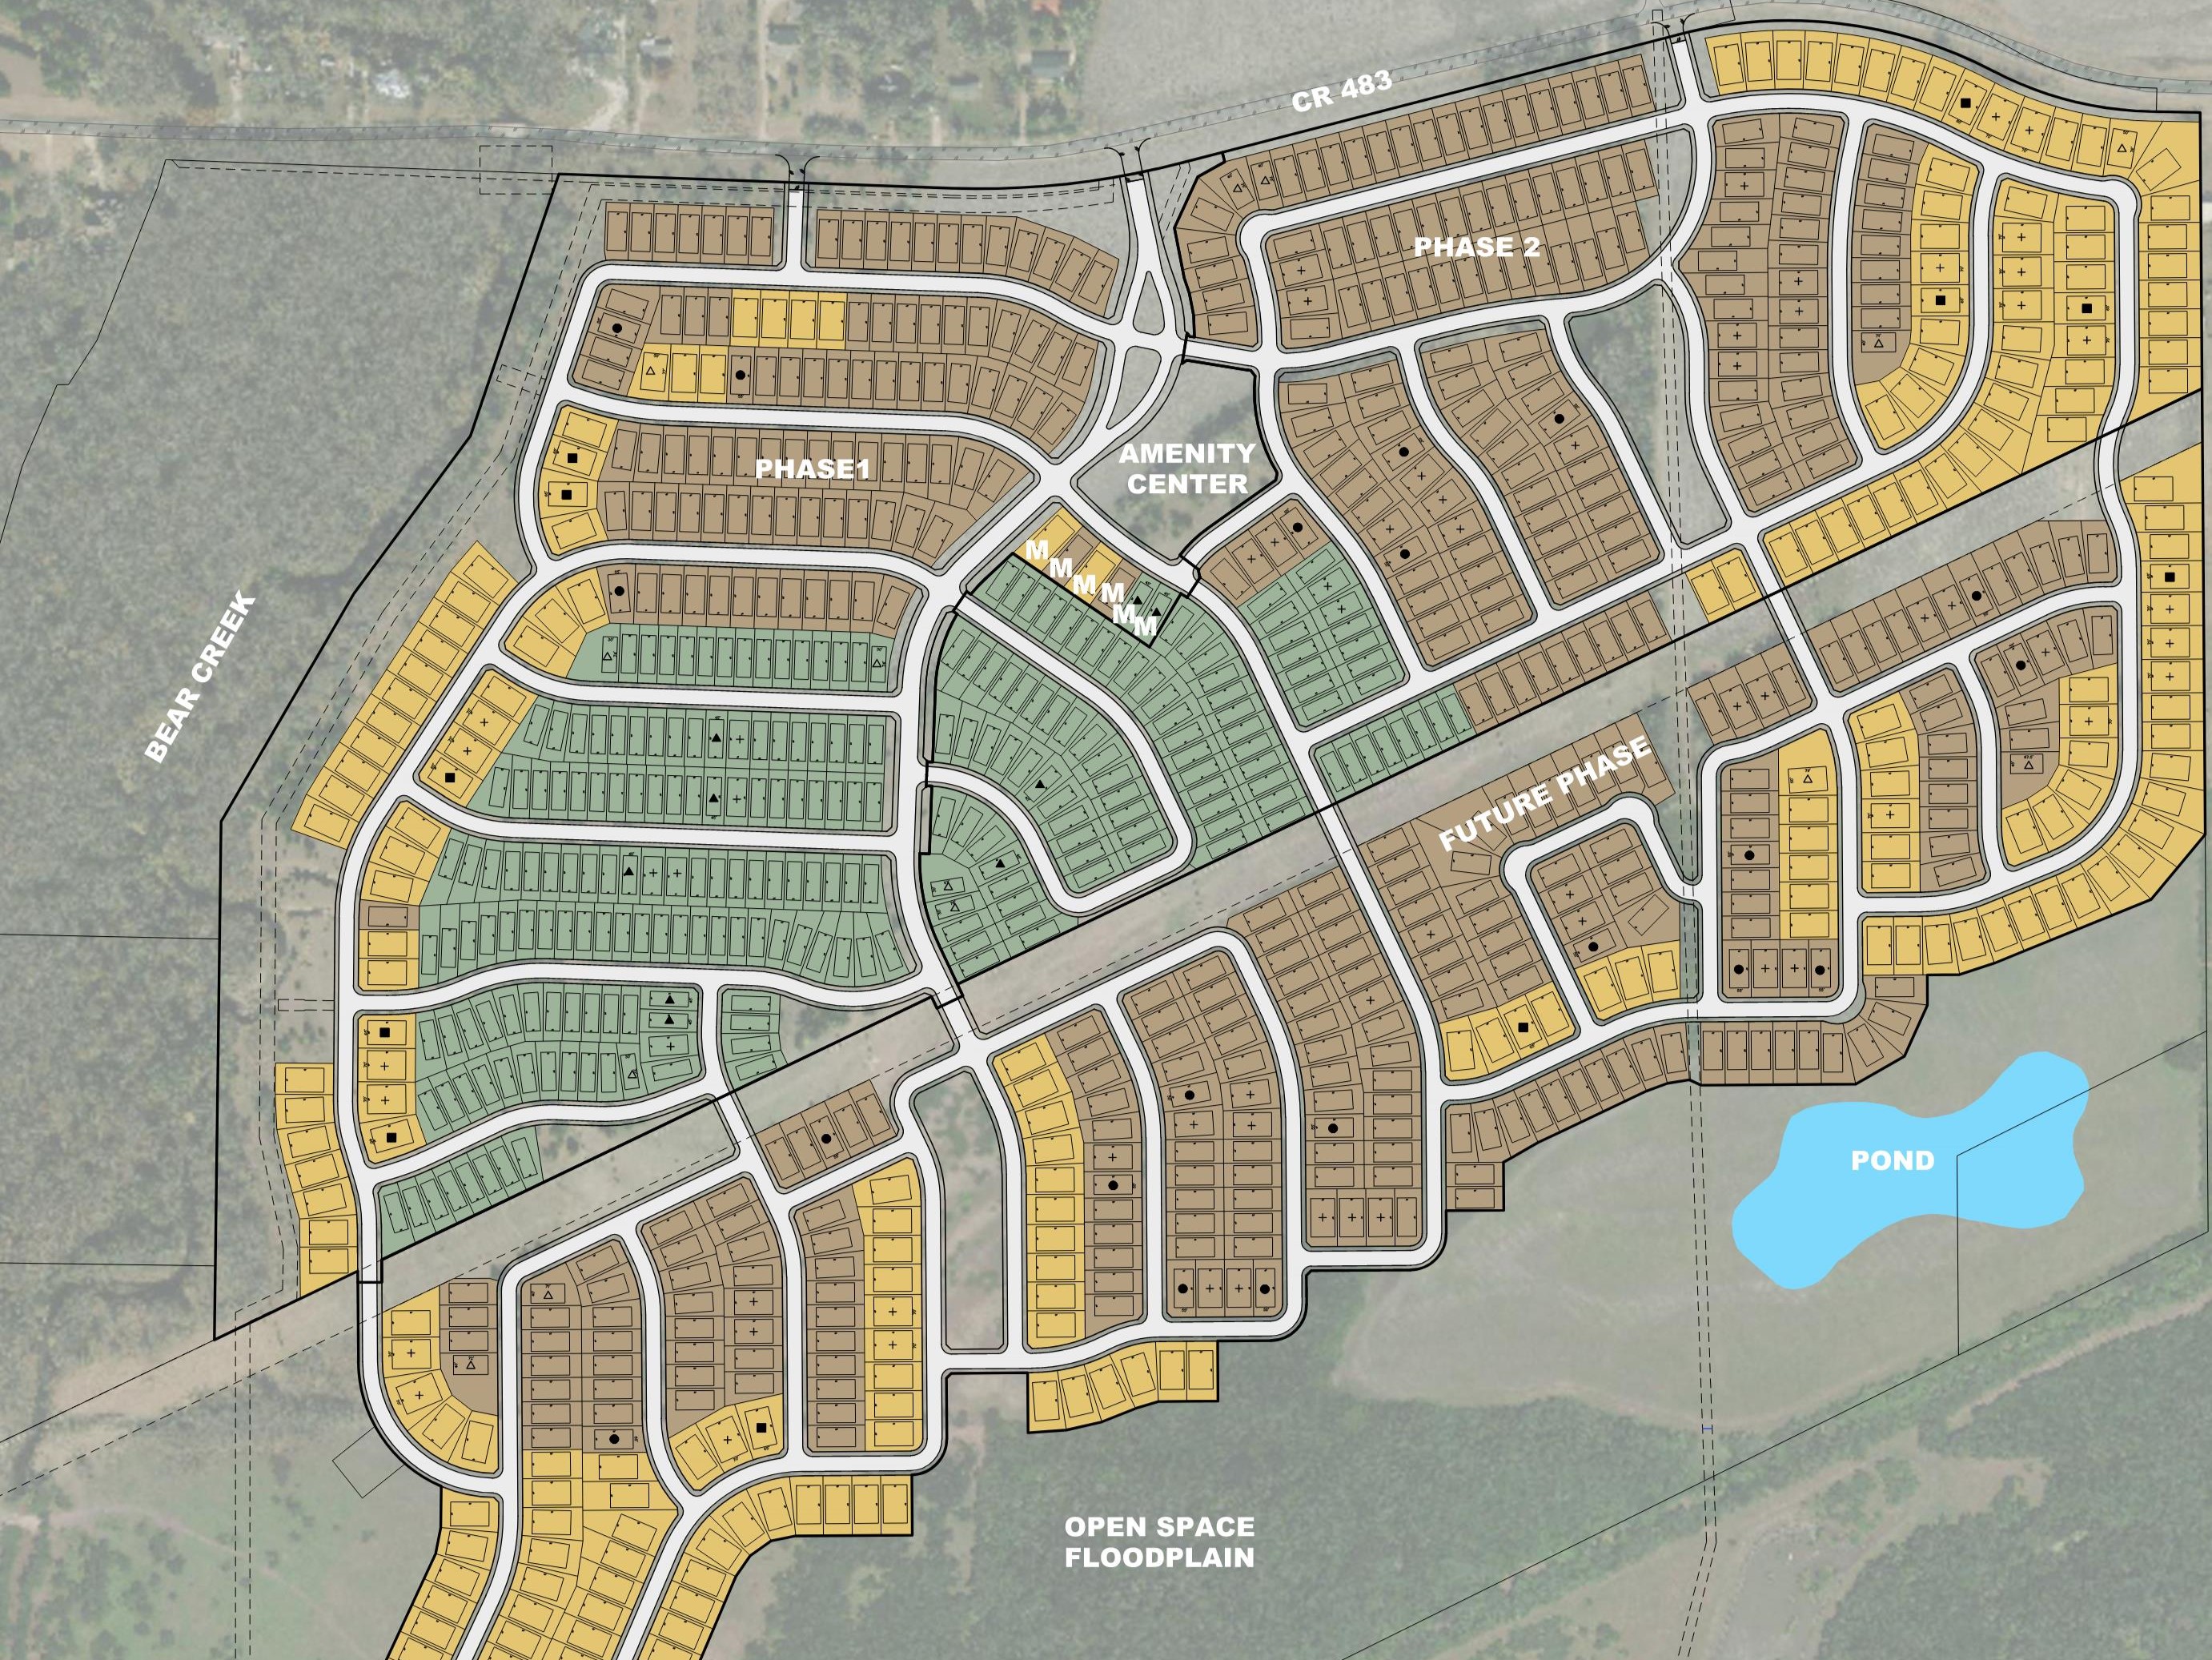 CR 483
PHASE 2
AMENITY
CENTER
PHASE1
M
M
M
M
M
M
BEAR CREEK
FUTURE PHASE
POND
OPEN SPACE
FLOODPLAIN